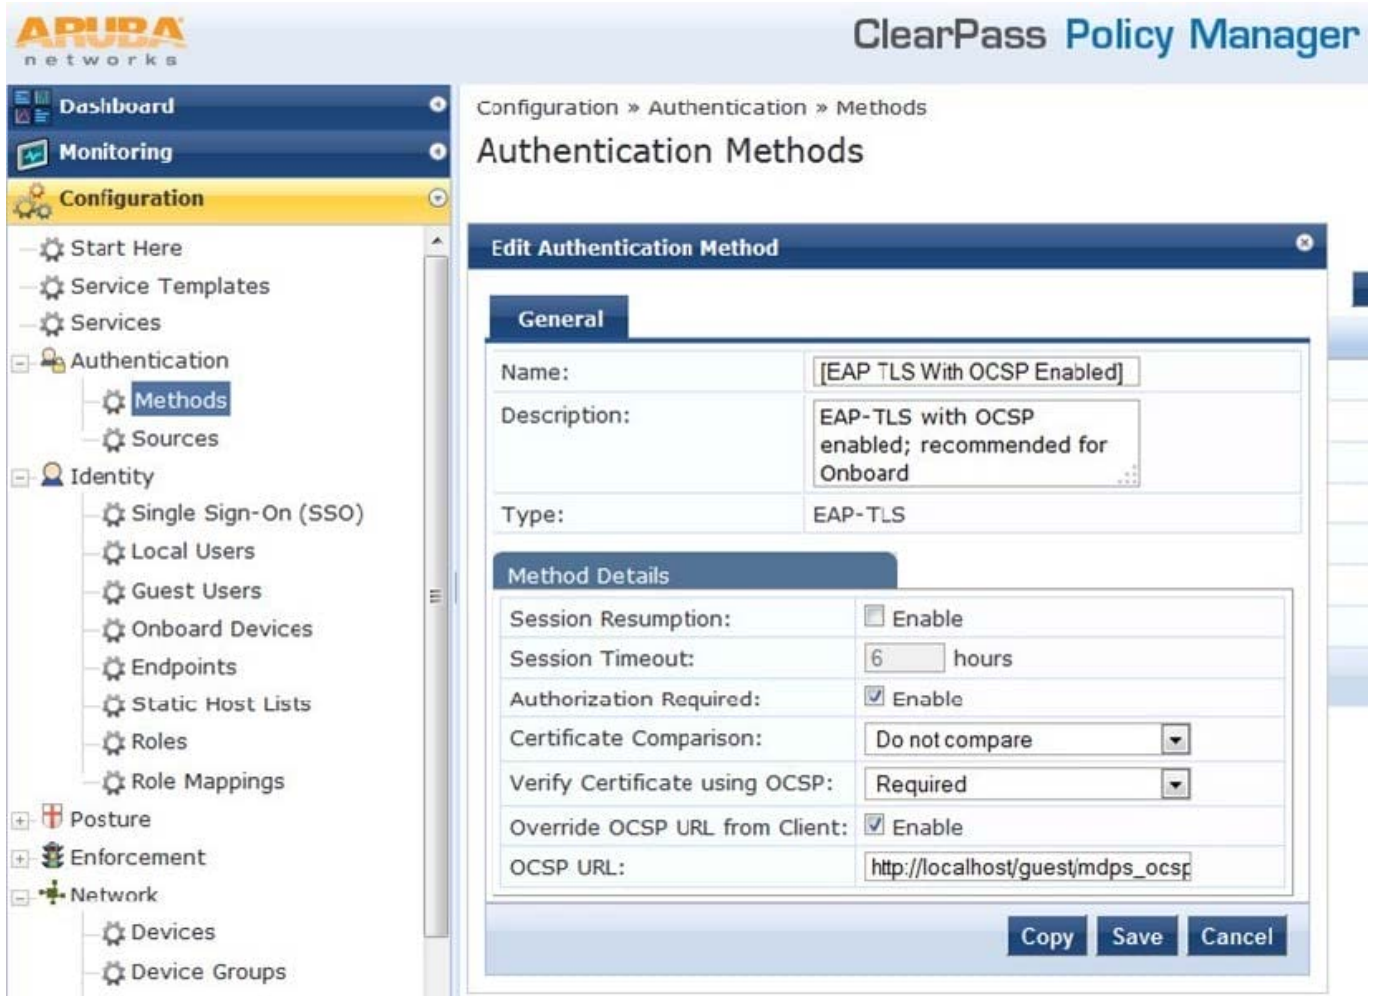 ARUBA
networks
ClearPass Policy Manager
Dashboard
Monitoring
Configuration
Start Here
Service Templates
Services
Authentication
Methods
Sources
Identity
Single Sign-On (SSO)
Local Users
Guest Users
Onboard Devices
Endpoints
Static Host Lists
Roles
Role Mappings
Posture
Enforcement
Network
Devices
Device Groups
Configuration » Authentication » Methods
Authentication Methods
Edit Authentication Method
General
Name: [EAP TLS With OCSP Enabled]
Description: EAP-TLS with OCSP
enabled; recommended for
Onboard
Type: EAP-TLS
Method Details
Session Resumption: Enable
Session Timeout: 6 hours
Authorization Required: Enable
Certificate Comparison: Do not compare
Verify Certificate using OCSP: Required
Override OCSP URL from Client: Enable
OCSP URL: http://localhost/guest/mdps_ocsp
Copy Save Cancel